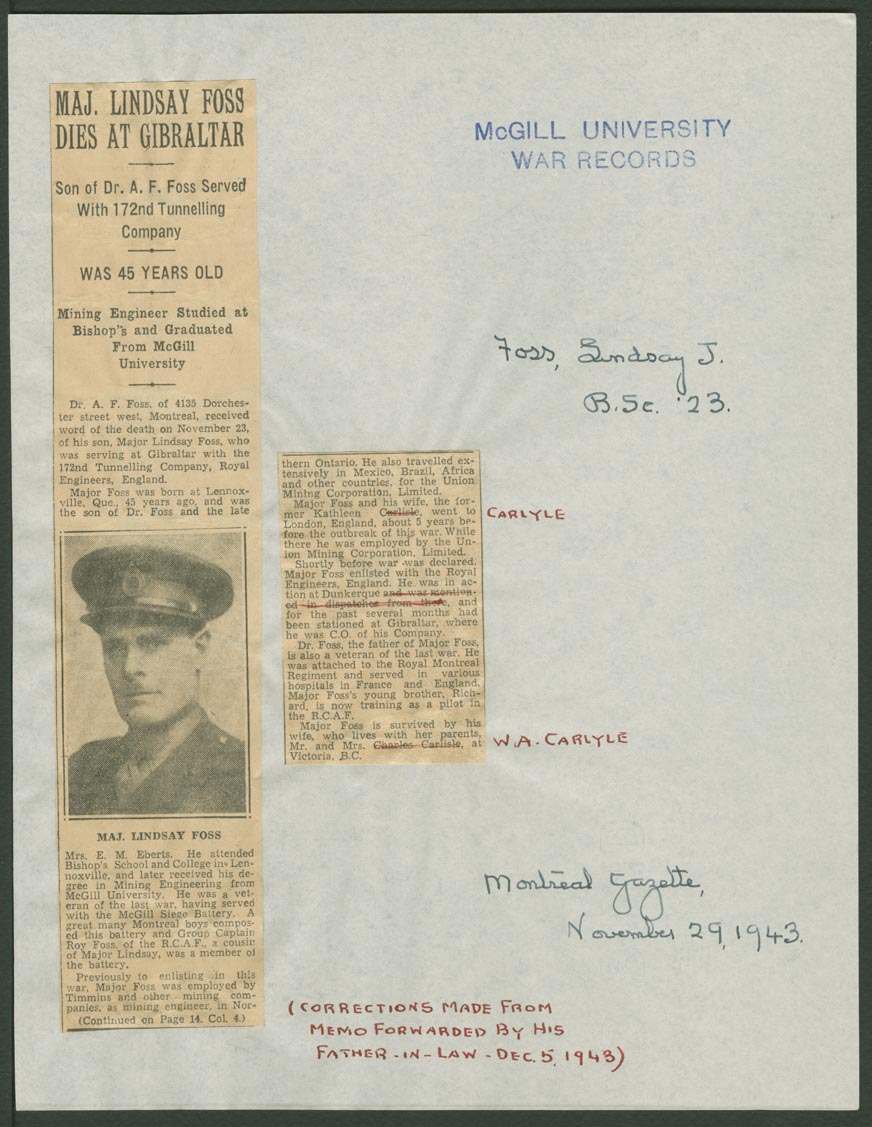 MAJ. LINDSAY FOSS
DIES AT GIBRALTAR
Son of Dr. A. F. Foss Served
With 172nd Tunnelling
Company
WAS 45 YEARS OLD
Mining Engineer Studied at
Bishop's and Graduated
From McGill
University
Dr. A. F. Foss, of 4135 Dorches-
ter street west, Montreal, received
word of the death on November 23,
of his son, Major Lindsay Foss, who
was serving at Gibraltar with the
172nd Tunnelling Company, Royal
Engineers, England.
Major Foss was born at Lennox-
ville, Que., 45 years ago, and was
the son of Dr. Foss and the late
MAJ. LINDSAY FOSS
Mrs. E. M. Eberts. He attended
Bishop's School and College in Len-
noxville, and later received his de-
gree in Mining Engineering from
McGill University. He was a vet-
eran of the last war, having served
with the McGill Siege Battery. A
great many Montreal boys compos-
ed this battery and Group Captain
Roy Foss, of the R.C.A.F., a cousin
of Major Lindsay, was a member of
the battery.
Previously to enlisting in this
war, Major Foss was employed by
Timmins and other mining com-
panies, as mining engineer, in Nor-
(Continued on Page 14, Col. 4.)
thern Ontario. He also travelled ex-
tensively in Mexico, Brazil, Africa
and other countries, for the Union
Mining Corporation, Limited.
Major Foss and his wife, the for-
mer Kathleen Carlisle, went to
London, England, about 5 years be-
fore the outbreak of this war. While
there he was employed by the Un-
ion Mining Corporation, Limited.
Shortly before war was declared,
Major Foss enlisted with the Royal
Engineers, England. He was in ac-
tion at Dunkerque and was mention-
ed in dispatches from there, and
for the past several months had
been stationed at Gibraltar, where
he was C.O. of his Company.
Dr. Foss, the father of Major Foss,
is also a veteran of the last war. He
was attached to the Royal Montreal
Regiment and served in various
hospitals in France and England.
Major Foss's young brother, Rich-
ard, is now training as a pilot in
the R.C.A.F.
Major Foss is survived by his
wife, who lives with her parents,
Mr. and Mrs. Charles Carlisle, at
Victoria, B.C.
CARLYLE
W.A. CARLYLE
McGILL UNIVERSITY
WAR RECORDS
Foss, Lindsay J.
B.Sc. '23.
Montreal Gazette,
November 29, 1943.
(CORRECTIONS MADE FROM
MEMO FORWARDED BY HIS
FATHER-IN-LAW - DEC. 5, 1943)